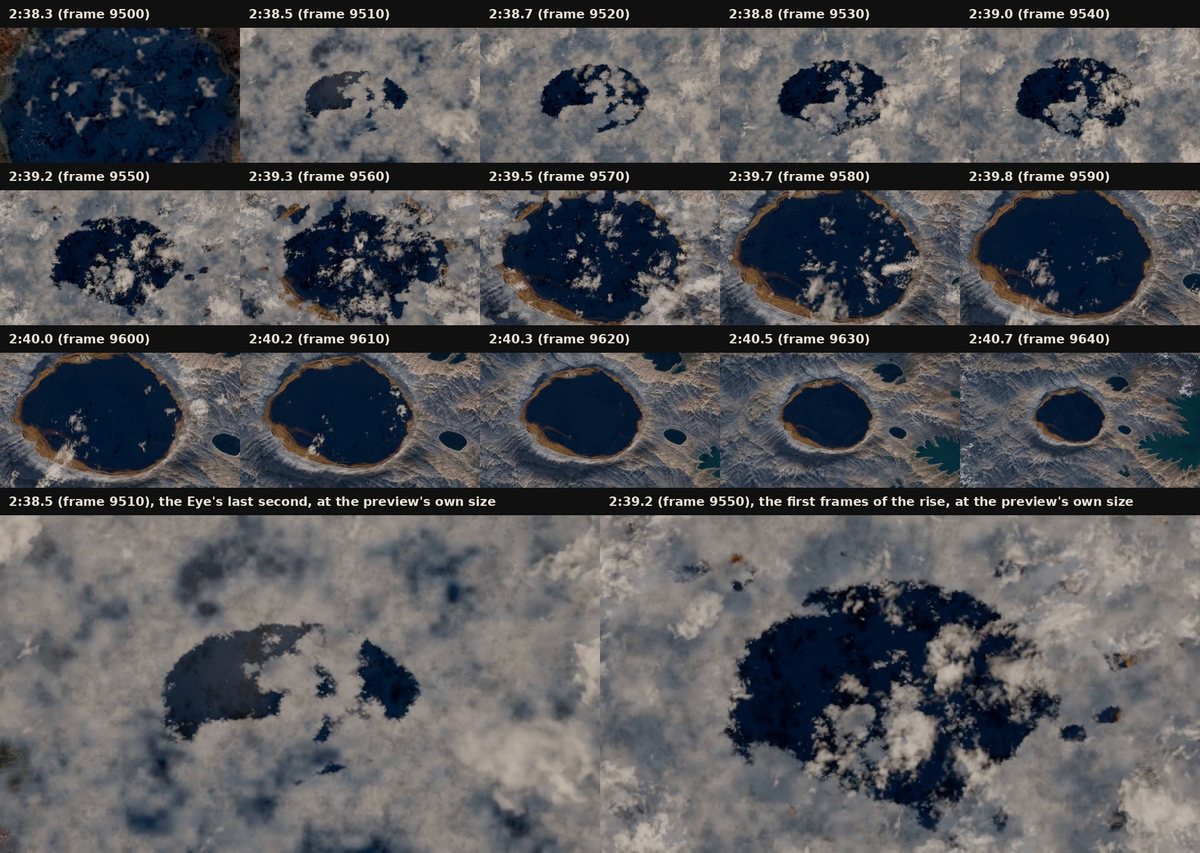 2:38.3 (frame 9500)
2:38.5 (frame 9510)
2:38.7 (frame 9520)
2:38.8 (frame 9530)
2:39.0 (frame 9540)
2:39.2 (frame 9550)
2:39.3 (frame 9560)
2:39.5 (frame 9570)
2:39.7 (frame 9580)
2:39.8 (frame 9590)
2:40.0 (frame 9600)
2:40.2 (frame 9610)
2:40.3 (frame 9620)
2:40.5 (frame 9630)
2:40.7 (frame 9640)
2:38.5 (frame 9510), the Eye's last second, at the preview's own size
2:39.2 (frame 9550), the first frames of the rise, at the preview's own size